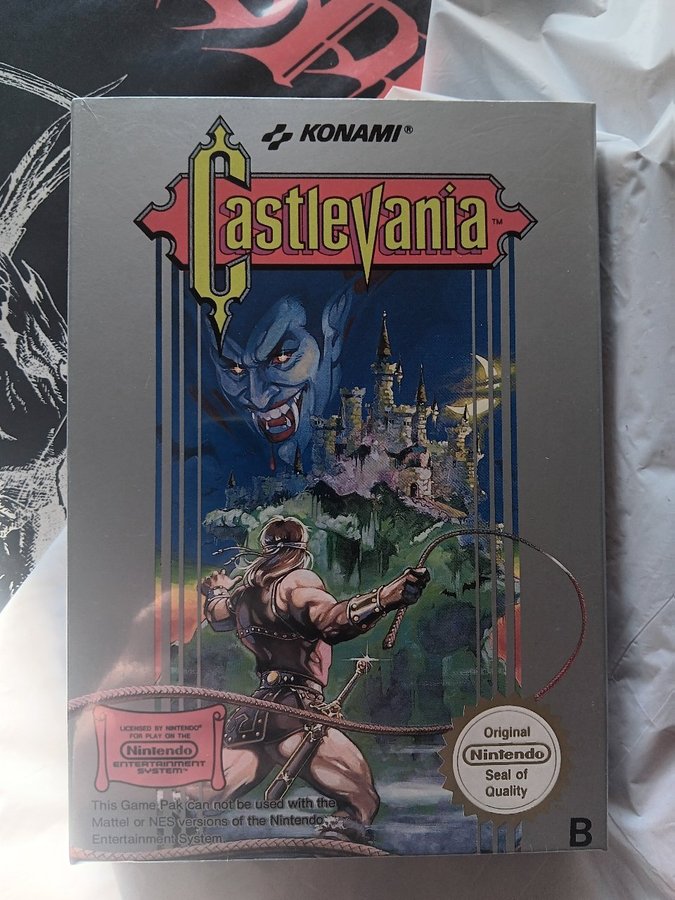 KONAMI®
Castlevania™
LICENSED BY NINTENDO®
FOR PLAY ON THE
Nintendo
ENTERTAINMENT
SYSTEM™
Original
Nintendo
Seal of
Quality
This Game Pak can not be used with the
Mattel or NES versions of the Nintendo
Entertainment System.
B